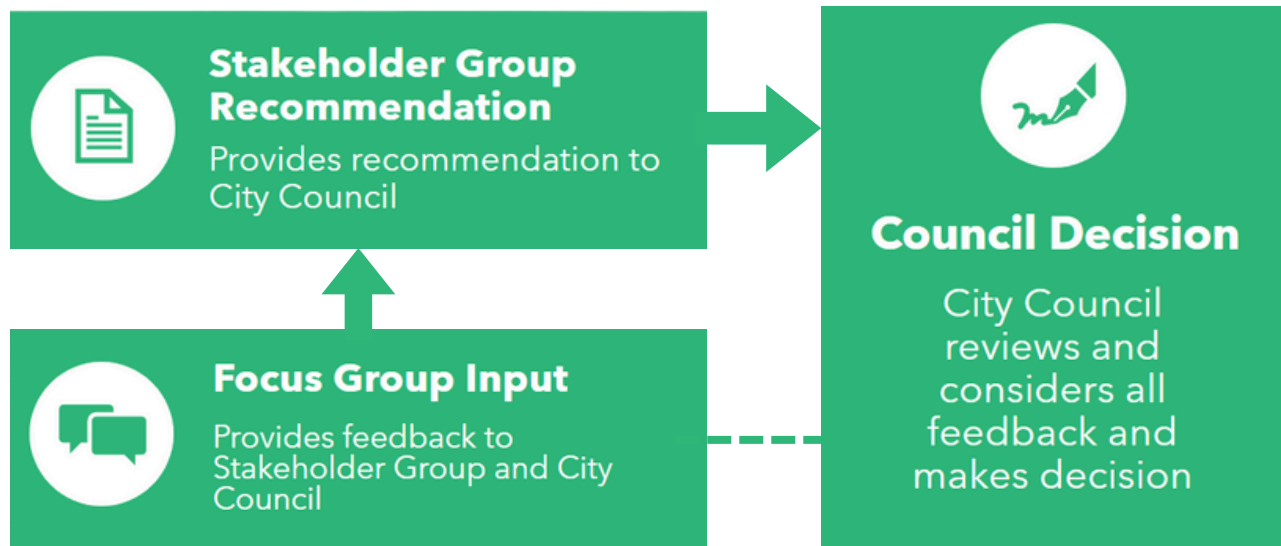 Stakeholder Group
Recommendation
Provides recommendation to
City Council
Focus Group Input
Provides feedback to
Stakeholder Group and City
Council
Council Decision
City Council
reviews and
considers all
feedback and
makes decision